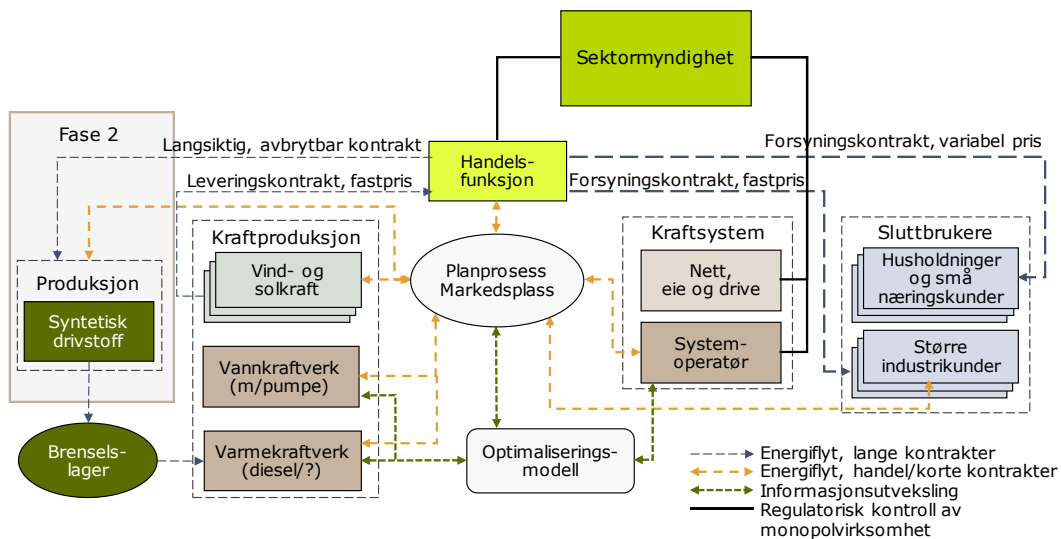 Sektormyndighet
Fase 2
Langsiktig, avbrytbar kontrakt
Handels-
funksjon
Forsyningskontrakt, variabel pris
Leveringskontrakt, fastpris
Forsyningskontrakt, fastpris
Kraftproduksjon
Kraftsystem
Sluttbrukere
Produksjon
Syntetisk
drivstoff
Vind- og
solkraft
Planprosess
Markedsplass
Nett,
eie og drive
Husholdninger
og små
næringskunder
Vannkraftverk
(m/pumpe)
System-
operatør
Større
industrikunder
Brensels-
lager
Varmekraftverk
(diesel/?)
Optimaliserings-
modell
Energiflyt, lange kontrakter
Energiflyt, handel/korte kontrakter
Informasjonsutveksling
Regulatorisk kontroll av
monopolvirksomhet